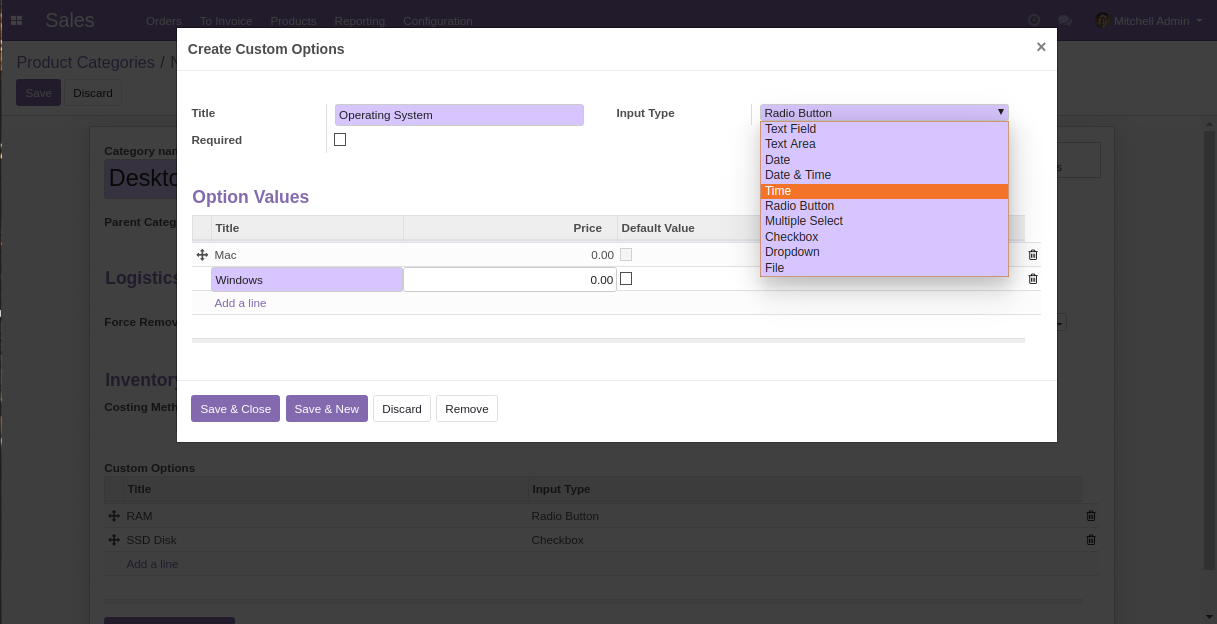 Sales Orders To Invoice Products Reporting Configuration Mitchell Admin
Product Categories / N
Save Discard
Create Custom Options ×
Title Operating System Input Type Radio Button
Required
Text Field
Text Area
Date
Date & Time
Time
Radio Button
Multiple Select
Checkbox
Dropdown
File
Option Values
Title Price Default Value
Mac 0.00
Windows 0.00
Add a line
Save & Close Save & New Discard Remove
Category nam
Deskto
Parent Categ
Logistics
Force Remov
Inventory
Costing Meth
Custom Options
Title Input Type
RAM Radio Button
SSD Disk Checkbox
Add a line